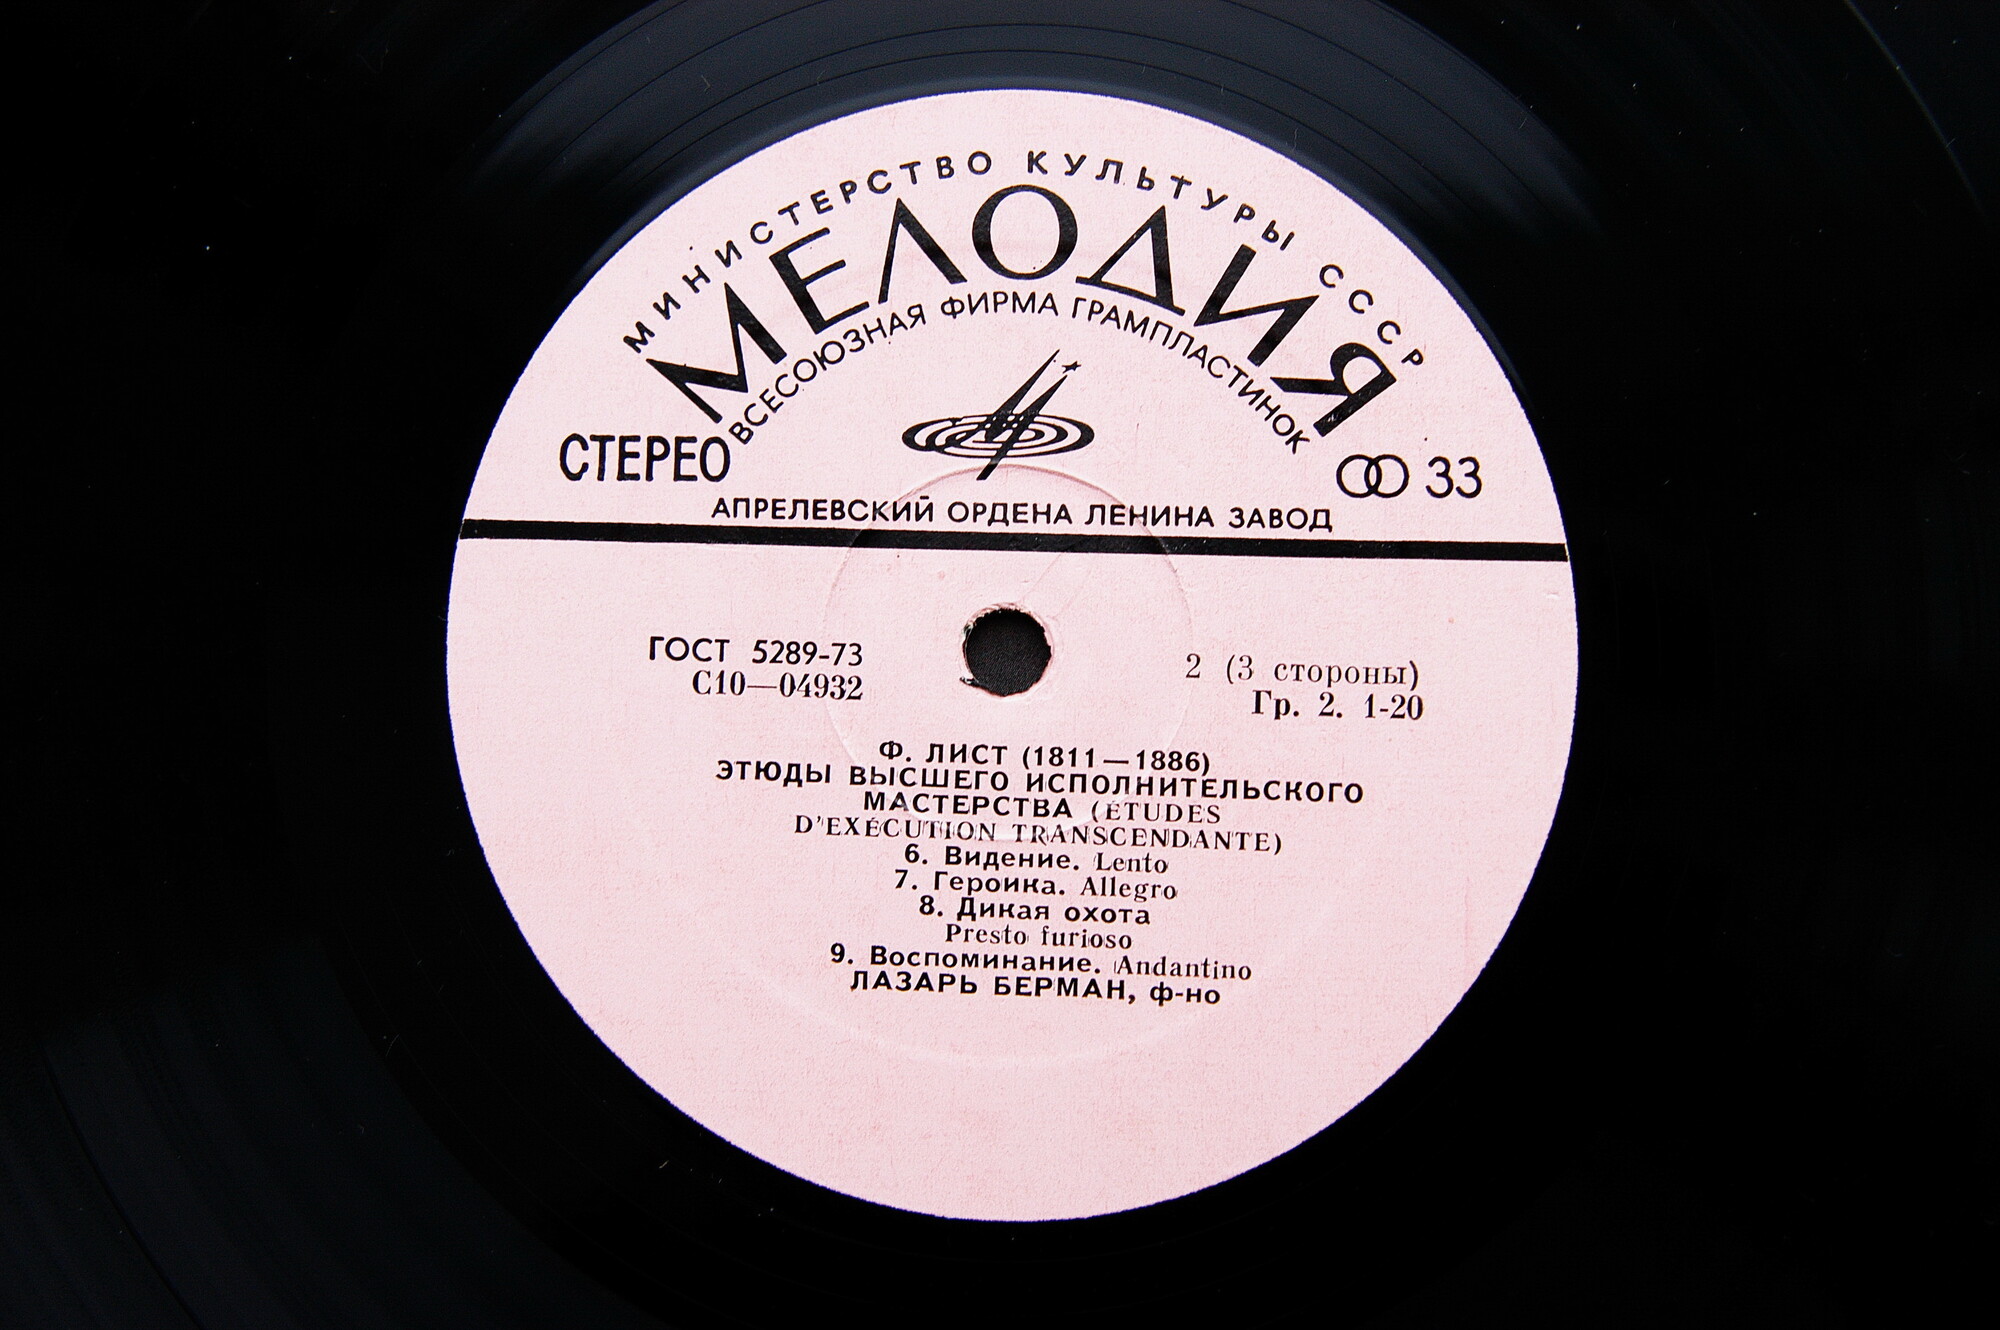 МИНИСТЕРСТВО КУЛЬТУРЫ СССР
МЕЛОДИЯ
ВСЕСОЮЗНАЯ ФИРМА ГРАМПЛАСТИНОК
СТЕРЕО
33
АПРЕЛЕВСКИЙ ОРДЕНА ЛЕНИНА ЗАВОД
ГОСТ 5289-73
С10—04932
2 (3 стороны)
Гр. 2. 1-20
Ф. ЛИСТ (1811—1886)
ЭТЮДЫ ВЫСШЕГО ИСПОЛНИТЕЛЬСКОГО
МАСТЕРСТВА (ÉTUDES
D'EXÉCUTION TRANSCENDANTE)
6. Видение. Lento
7. Героика. Allegro
8. Дикая охота
Presto furioso
9. Воспоминание. Andantino
ЛАЗАРЬ БЕРМАН, ф-но